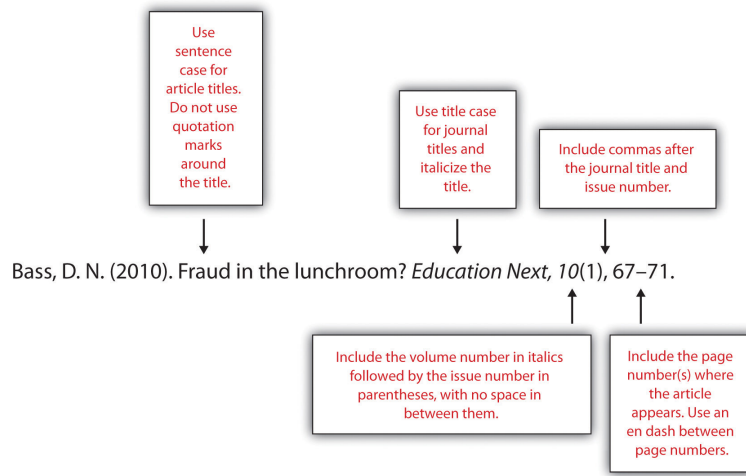 Use
sentence
case for
article titles.
Do not use
quotation
marks
around
the title.
Use title case
for journal
titles and
italicize the
title.
Include commas after
the journal title and
issue number.
Bass, D. N. (2010). Fraud in the lunchroom? Education Next, 10(1), 67–71.
Include the volume number in italics
followed by the issue number in
parentheses, with no space in
between them.
Include the page
number(s) where
the article
appears. Use an
en dash between
page numbers.